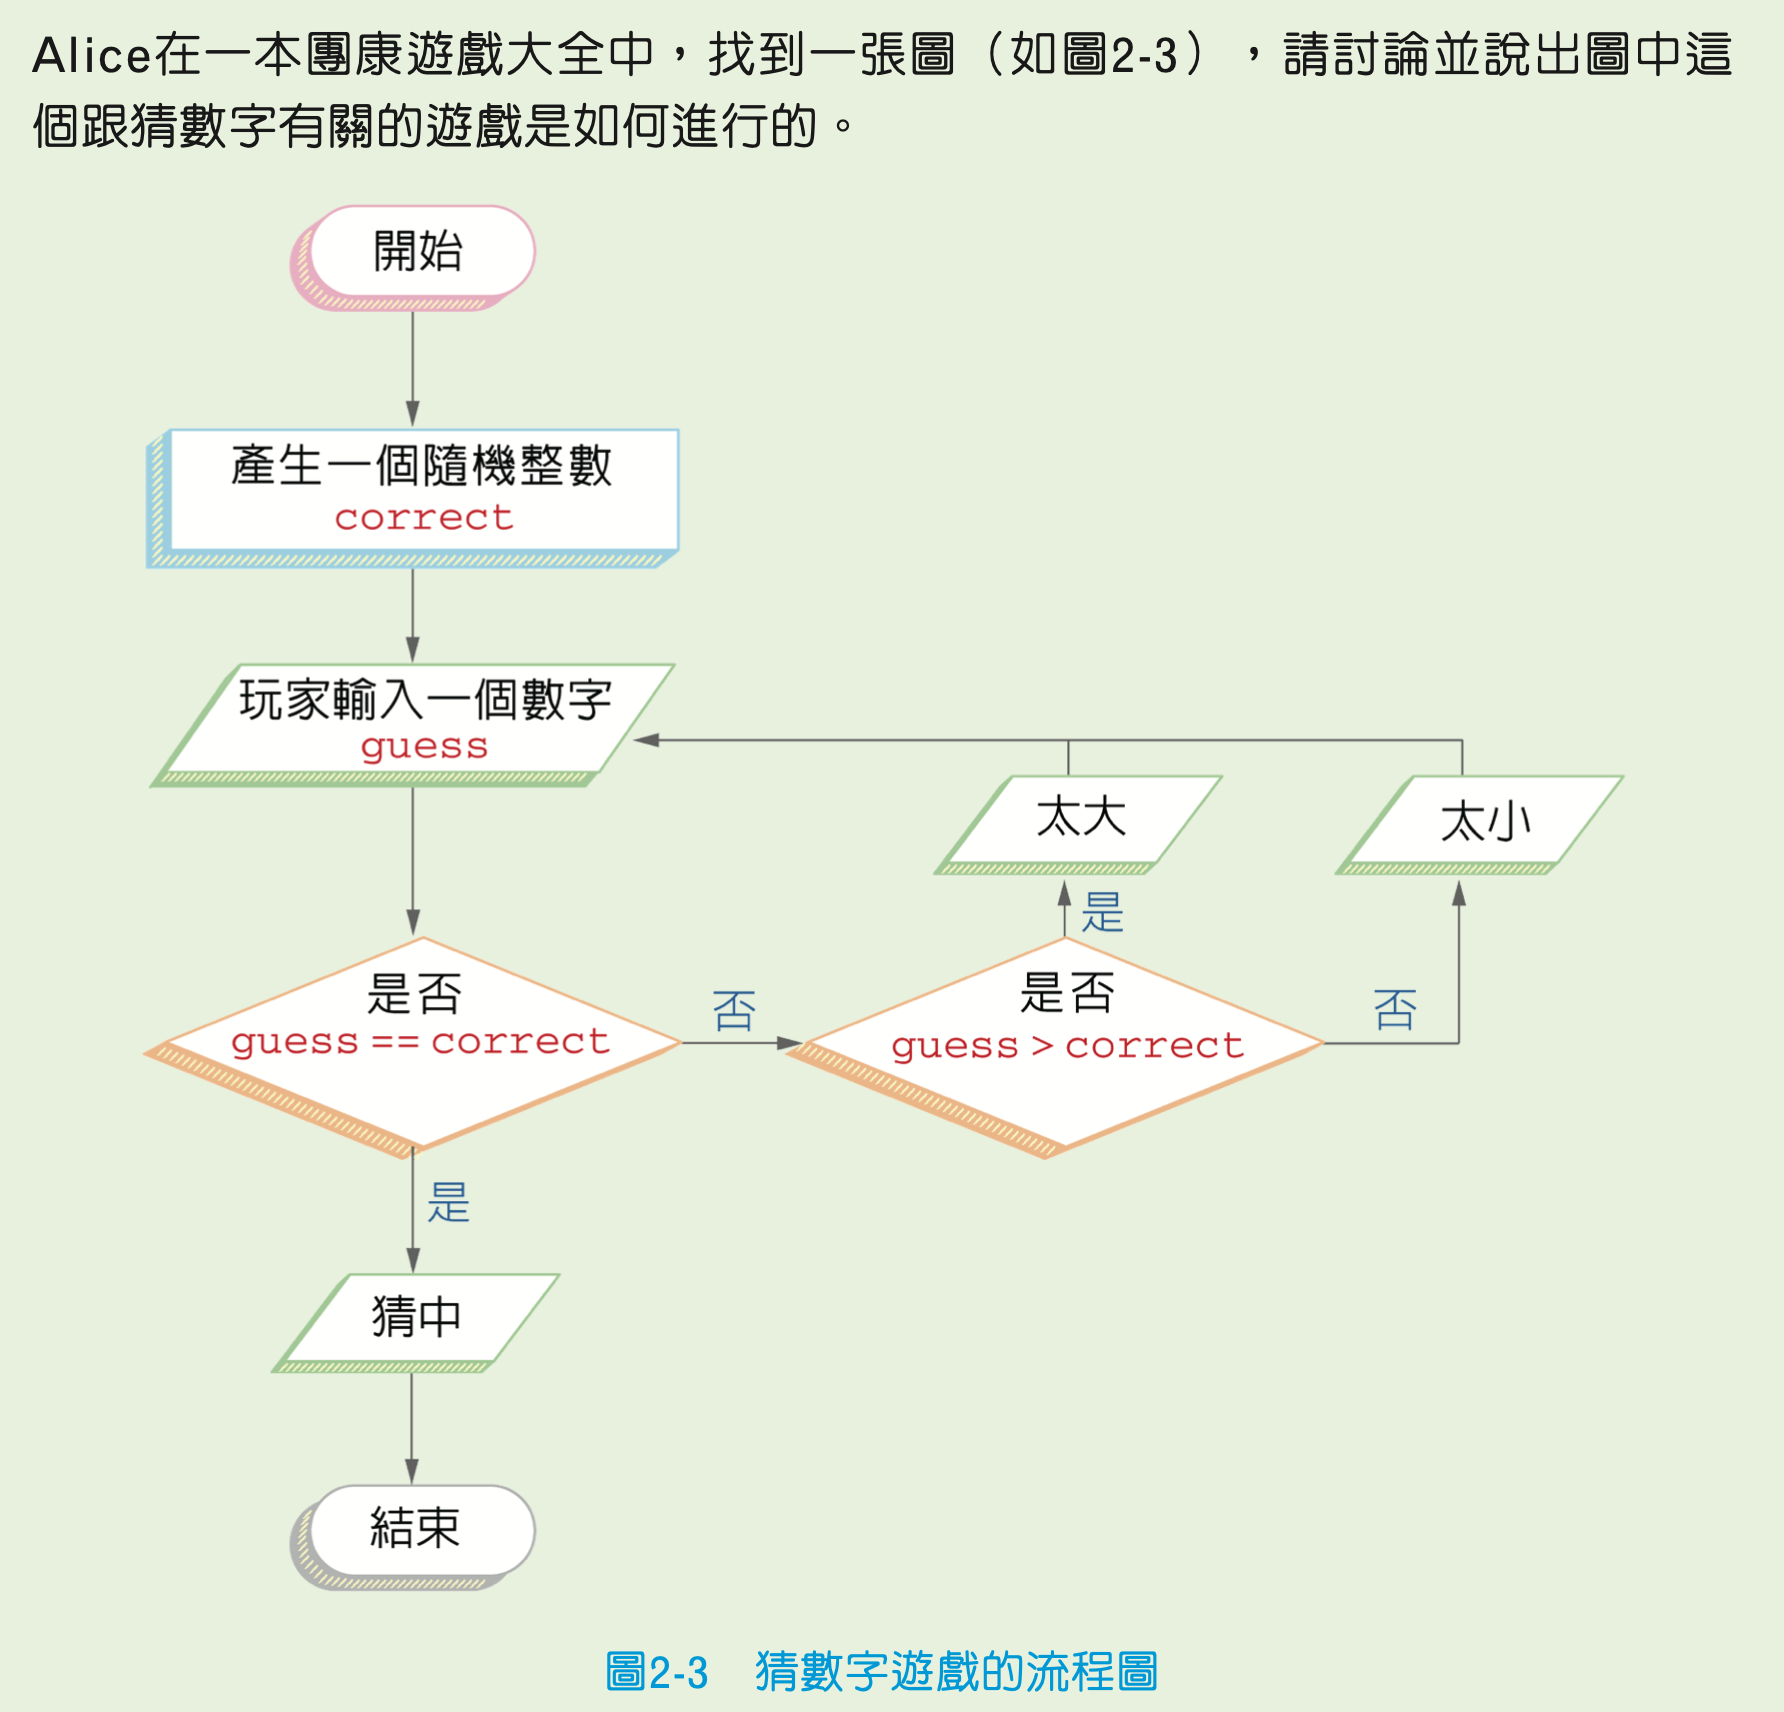 Alice在一本團康遊戲大全中，找到一張圖（如圖2-3），請討論並說出圖中這
個跟猜數字有關的遊戲是如何進行的。
開始
產生一個隨機整數
correct
玩家輸入一個數字
guess
太大
太小
是
是否
guess == correct
否
是否
guess > correct
否
是
猜中
結束
圖2-3 猜數字遊戲的流程圖